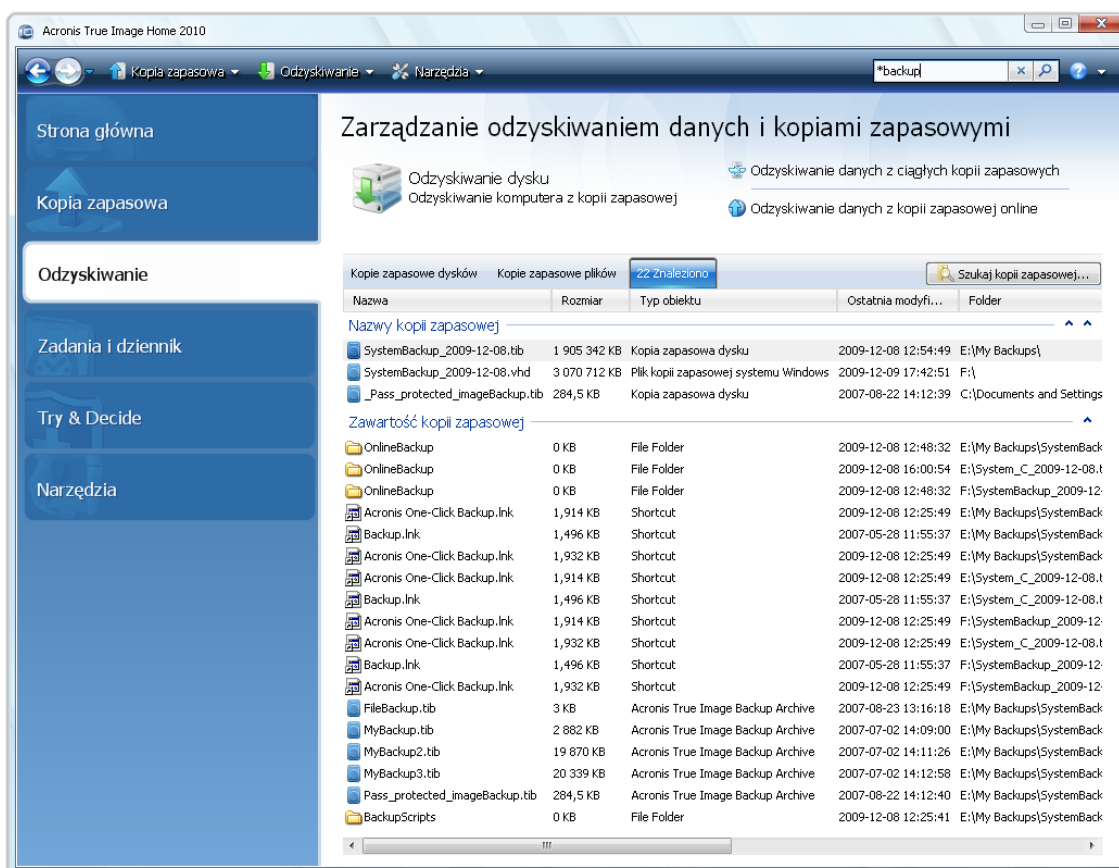 Acronis True Image Home 2010
Kopia zapasowa Odzyskiwanie Narzędzia *backup
Strona główna
Kopia zapasowa
Odzyskiwanie
Zadania i dziennik
Try & Decide
Narzędzia
Zarządzanie odzyskiwaniem danych i kopiami zapasowymi
Odzyskiwanie dysku
Odzyskiwanie komputera z kopii zapasowej
Odzyskiwanie danych z ciągłych kopii zapasowych
Odzyskiwanie danych z kopii zapasowej online
Kopie zapasowe dysków Kopie zapasowe plików 22 Znaleziono Szukaj kopii zapasowej...
Nazwa Rozmiar Typ obiektu Ostatnia modyfi... Folder
Nazwy kopii zapasowej
SystemBackup_2009-12-08.tib 1 905 342 KB Kopia zapasowa dysku 2009-12-08 12:54:49 E:\My Backups\
SystemBackup_2009-12-08.vhd 3 070 712 KB Plik kopii zapasowej systemu Windows 2009-12-09 17:42:51 F:\
_Pass_protected_imageBackup.tib 284,5 KB Kopia zapasowa dysku 2007-08-22 14:12:39 C:\Documents and Settings
Zawartość kopii zapasowej
OnlineBackup 0 KB File Folder 2009-12-08 12:48:32 E:\My Backups\SystemBack
OnlineBackup 0 KB File Folder 2009-12-08 16:00:54 E:\System_C_2009-12-08.t
OnlineBackup 0 KB File Folder 2009-12-08 12:48:32 F:\SystemBackup_2009-12-
Acronis One-Click Backup.lnk 1,914 KB Shortcut 2009-12-08 12:25:49 E:\My Backups\SystemBack
Backup.lnk 1,496 KB Shortcut 2007-05-28 11:55:37 E:\My Backups\SystemBack
Acronis One-Click Backup.lnk 1,932 KB Shortcut 2009-12-08 12:25:49 E:\My Backups\SystemBack
Acronis One-Click Backup.lnk 1,914 KB Shortcut 2009-12-08 12:25:49 E:\System_C_2009-12-08.t
Backup.lnk 1,496 KB Shortcut 2007-05-28 11:55:37 E:\System_C_2009-12-08.t
Acronis One-Click Backup.lnk 1,914 KB Shortcut 2009-12-08 12:25:49 F:\SystemBackup_2009-12-
Acronis One-Click Backup.lnk 1,932 KB Shortcut 2009-12-08 12:25:49 E:\System_C_2009-12-08.t
Backup.lnk 1,496 KB Shortcut 2007-05-28 11:55:37 F:\SystemBackup_2009-12-
Acronis One-Click Backup.lnk 1,932 KB Shortcut 2009-12-08 12:25:49 F:\SystemBackup_2009-12-
FileBackup.tib 3 KB Acronis True Image Backup Archive 2007-08-23 13:16:18 E:\My Backups\SystemBack
MyBackup.tib 2 882 KB Acronis True Image Backup Archive 2007-07-02 14:09:00 E:\My Backups\SystemBack
MyBackup2.tib 19 870 KB Acronis True Image Backup Archive 2007-07-02 14:11:26 E:\My Backups\SystemBack
MyBackup3.tib 20 339 KB Acronis True Image Backup Archive 2007-07-02 14:12:58 E:\My Backups\SystemBack
Pass_protected_imageBackup.tib 284,5 KB Acronis True Image Backup Archive 2007-08-22 14:12:40 E:\My Backups\SystemBack
BackupScripts 0 KB File Folder 2009-12-08 12:25:41 E:\My Backups\SystemBack